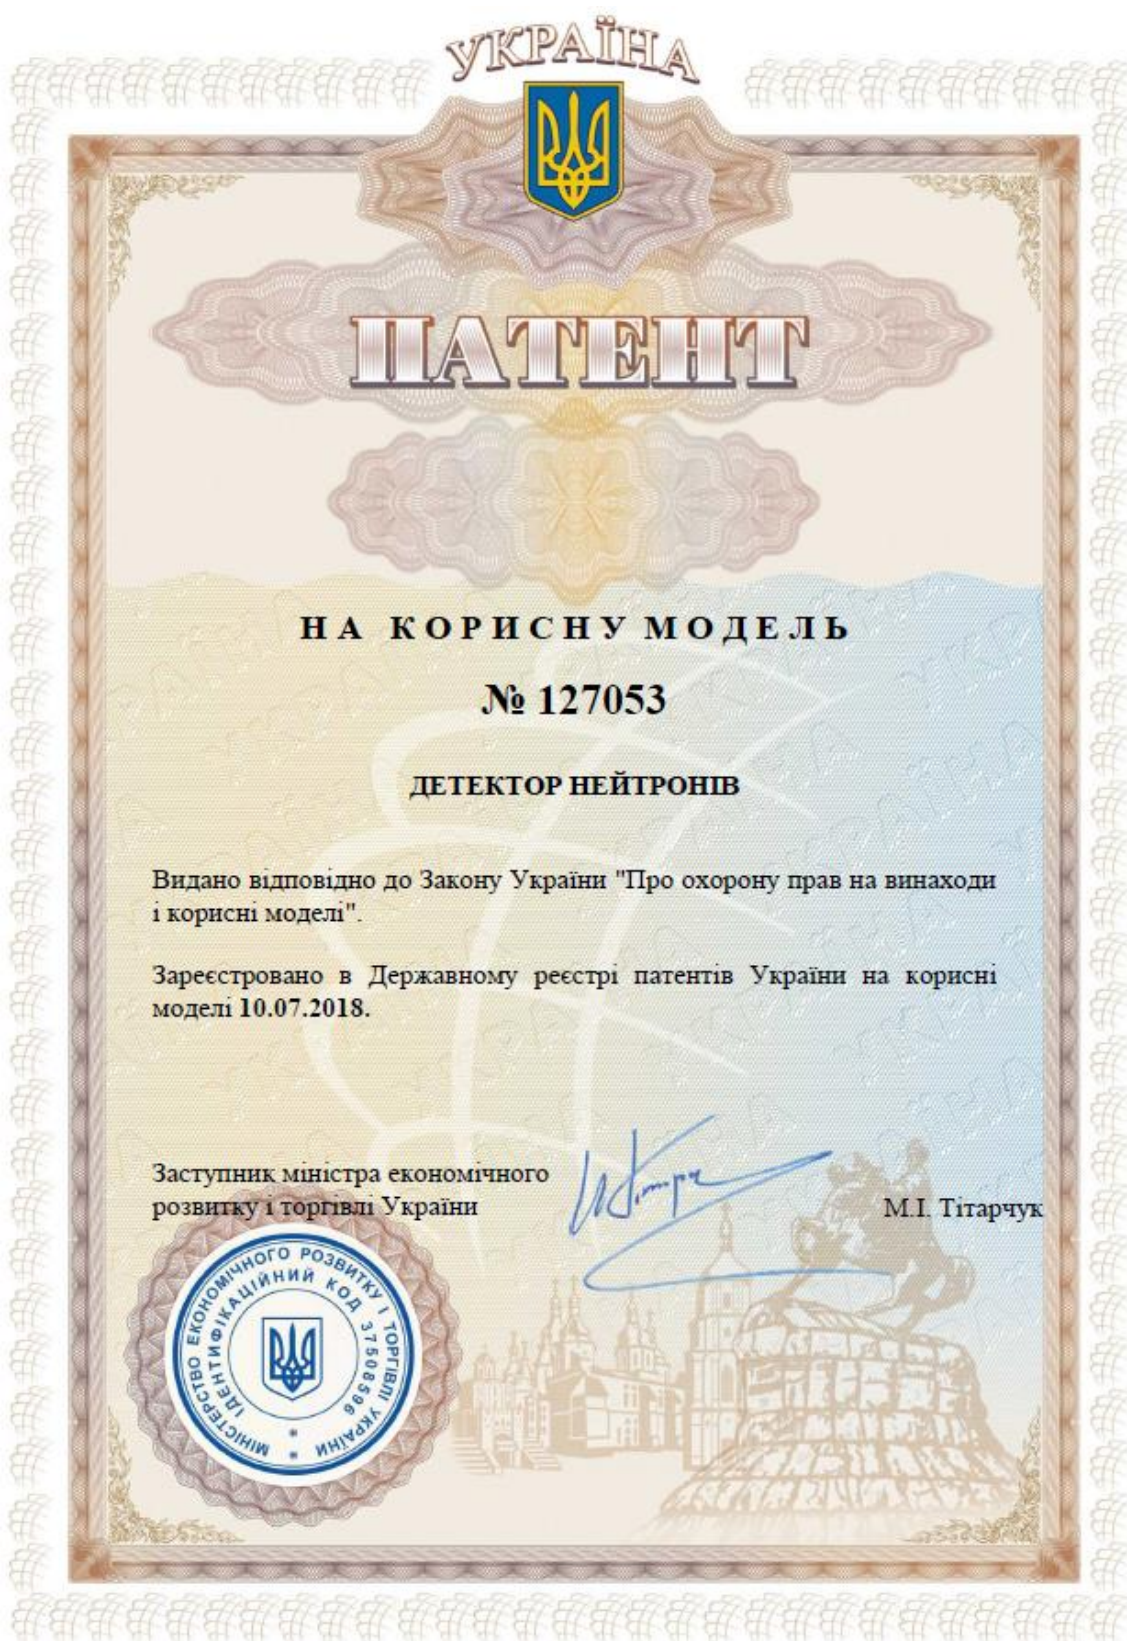 УКРАЇНА
ПАТЕНТ
НА КОРИСНУ МОДЕЛЬ
№ 127053
ДЕТЕКТОР НЕЙТРОНІВ
Видано відповідно до Закону України "Про охорону прав на винаходи
і корисні моделі".
Зареєстровано в Державному реєстрі патентів України на корисні
моделі 10.07.2018.
Заступник міністра економічного
розвитку і торгівлі України
М.І. Тітарчук
МІНІСТЕРСТВО ЕКОНОМІЧНОГО РОЗВИТКУ І ТОРГІВЛІ УКРАЇНИ
ІДЕНТИФІКАЦІЙНИЙ КОД 37508596